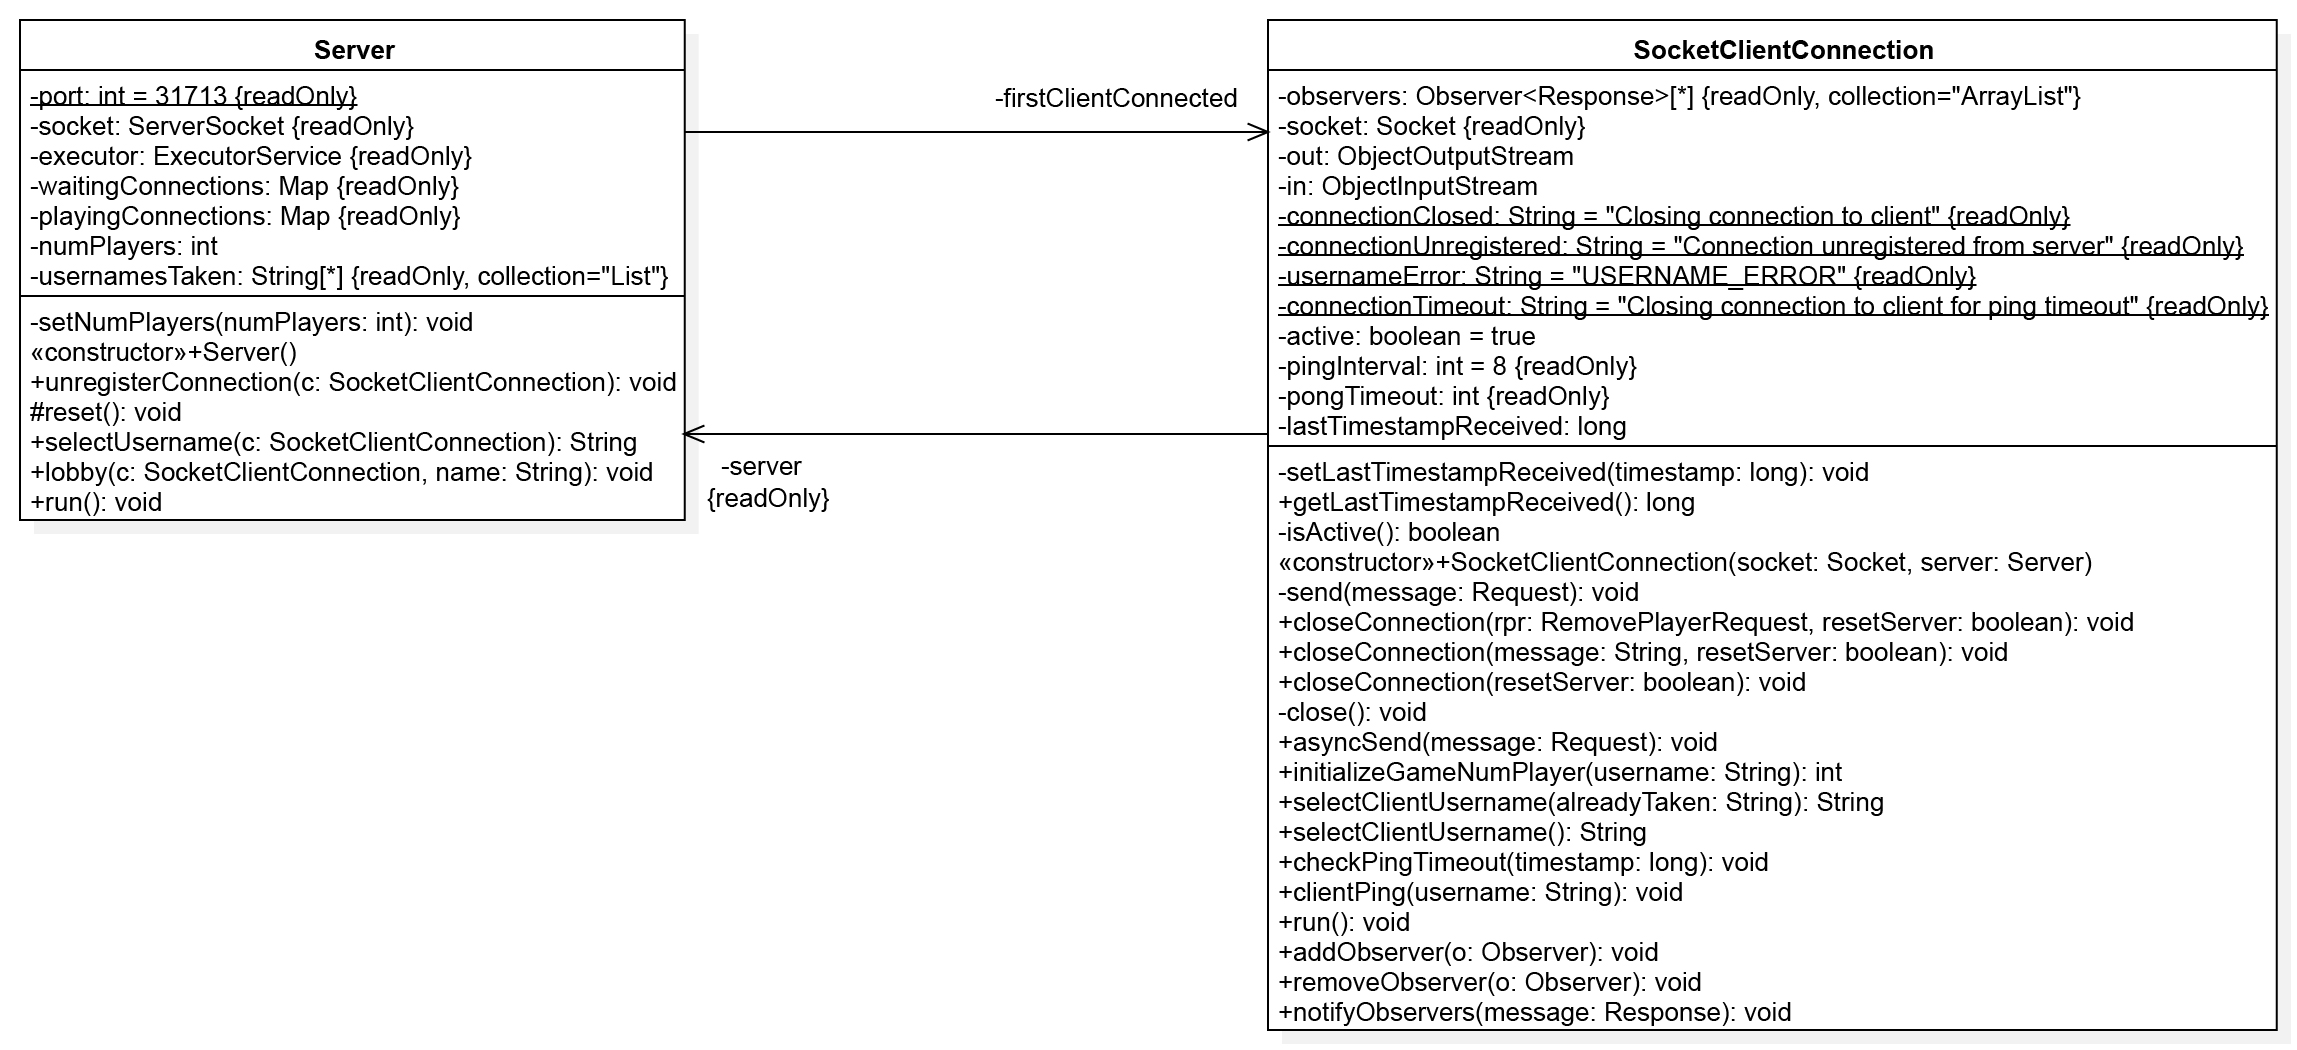 Server
-port: int = 31713 {readOnly}
-socket: ServerSocket {readOnly}
-executor: ExecutorService {readOnly}
-waitingConnections: Map {readOnly}
-playingConnections: Map {readOnly}
-numPlayers: int
-usernamesTaken: String[*] {readOnly, collection="List"}
-setNumPlayers(numPlayers: int): void
«constructor»+Server()
+unregisterConnection(c: SocketClientConnection): void
#reset(): void
+selectUsername(c: SocketClientConnection): String
+lobby(c: SocketClientConnection, name: String): void
+run(): void
-firstClientConnected
-server
{readOnly}
SocketClientConnection
-observers: Observer<Response>[*] {readOnly, collection="ArrayList"}
-socket: Socket {readOnly}
-out: ObjectOutputStream
-in: ObjectInputStream
-connectionClosed: String = "Closing connection to client" {readOnly}
-connectionUnregistered: String = "Connection unregistered from server" {readOnly}
-usernameError: String = "USERNAME_ERROR" {readOnly}
-connectionTimeout: String = "Closing connection to client for ping timeout" {readOnly}
-active: boolean = true
-pingInterval: int = 8 {readOnly}
-pongTimeout: int {readOnly}
-lastTimestampReceived: long
-setLastTimestampReceived(timestamp: long): void
+getLastTimestampReceived(): long
-isActive(): boolean
«constructor»+SocketClientConnection(socket: Socket, server: Server)
-send(message: Request): void
+closeConnection(rpr: RemovePlayerRequest, resetServer: boolean): void
+closeConnection(message: String, resetServer: boolean): void
+closeConnection(resetServer: boolean): void
-close(): void
+asyncSend(message: Request): void
+initializeGameNumPlayer(username: String): int
+selectClientUsername(alreadyTaken: String): String
+selectClientUsername(): String
+checkPingTimeout(timestamp: long): void
+clientPing(username: String): void
+run(): void
+addObserver(o: Observer): void
+removeObserver(o: Observer): void
+notifyObservers(message: Response): void